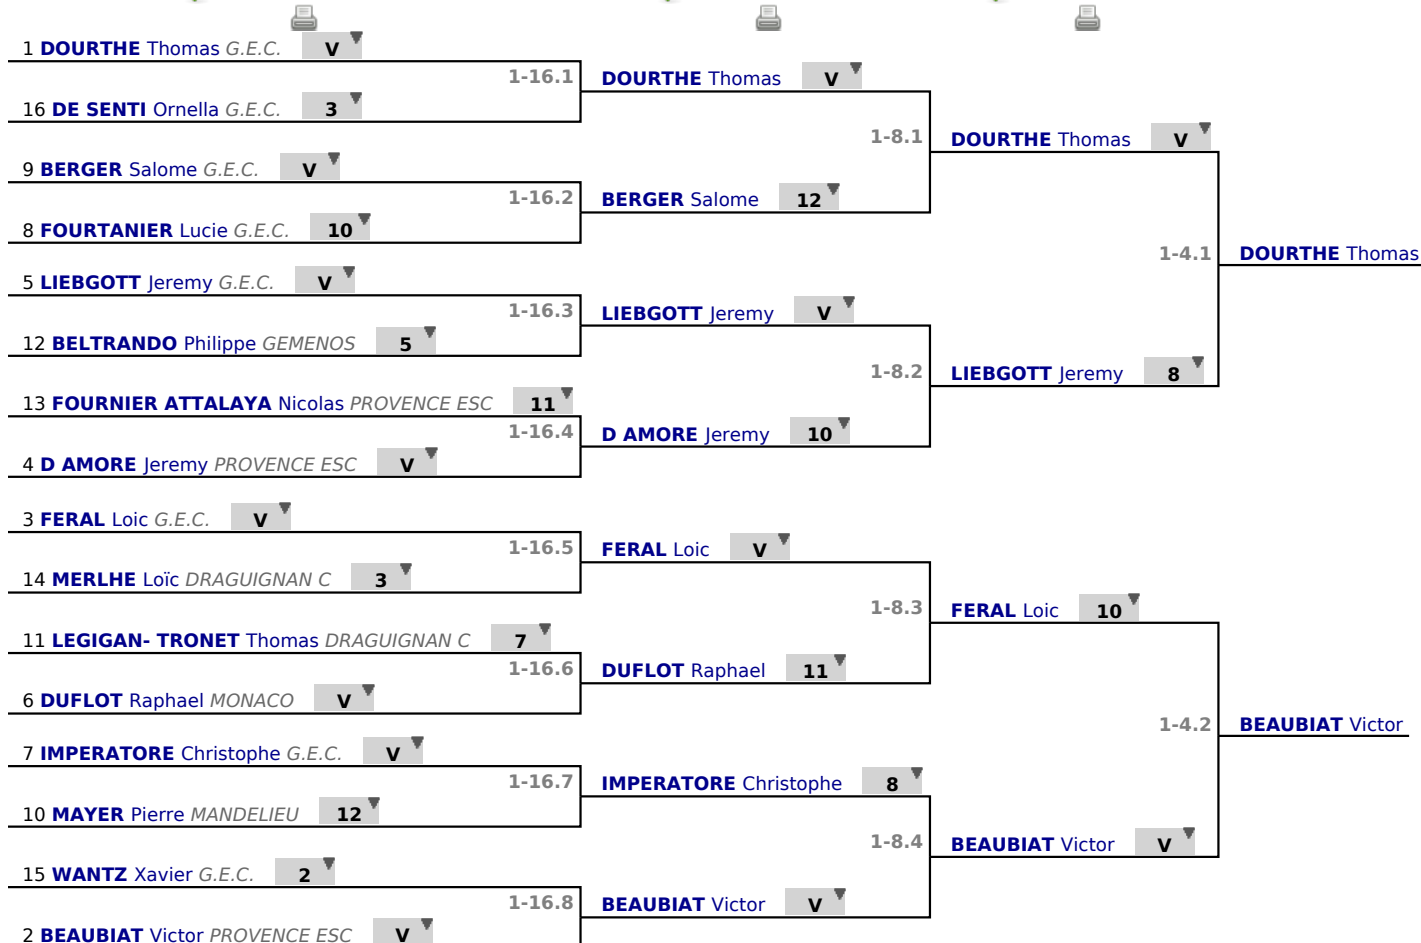 1 DOURTHE Thomas G.E.C. V
1-16.1
DOURTHE Thomas V
16 DE SENTI Ornella G.E.C. 3
1-8.1
DOURTHE Thomas V
9 BERGER Salome G.E.C. V
1-16.2
BERGER Salome 12
8 FOURTANIER Lucie G.E.C. 10
1-4.1
DOURTHE Thomas
5 LIEBGOTT Jeremy G.E.C. V
1-16.3
LIEBGOTT Jeremy V
12 BELTRANDO Philippe GEMENOS 5
1-8.2
LIEBGOTT Jeremy 8
13 FOURNIER ATTALAYA Nicolas PROVENCE ESC 11
1-16.4
D AMORE Jeremy 10
4 D AMORE Jeremy PROVENCE ESC V
3 FERAL Loic G.E.C. V
1-16.5
FERAL Loic V
14 MERLHE Loïc DRAGUIGNAN C 3
1-8.3
FERAL Loic 10
11 LEGIGAN- TRONET Thomas DRAGUIGNAN C 7
1-16.6
DUFLOT Raphael 11
6 DUFLOT Raphael MONACO V
1-4.2
BEAUBIAT Victor
7 IMPERATORE Christophe G.E.C. V
1-16.7
IMPERATORE Christophe 8
10 MAYER Pierre MANDELIEU 12
1-8.4
BEAUBIAT Victor V
15 WANTZ Xavier G.E.C. 2
1-16.8
BEAUBIAT Victor V
2 BEAUBIAT Victor PROVENCE ESC V